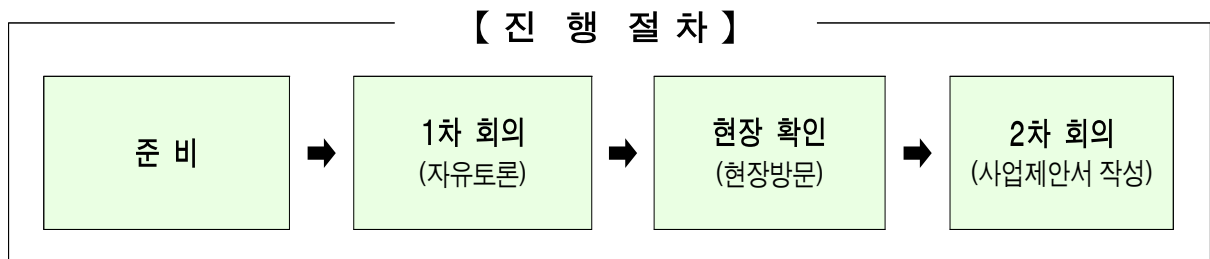 【 진 행 절 차 】
준 비
1차 회의
(자유토론)
현장 확인
(현장방문)
2차 회의
(사업제안서 작성)